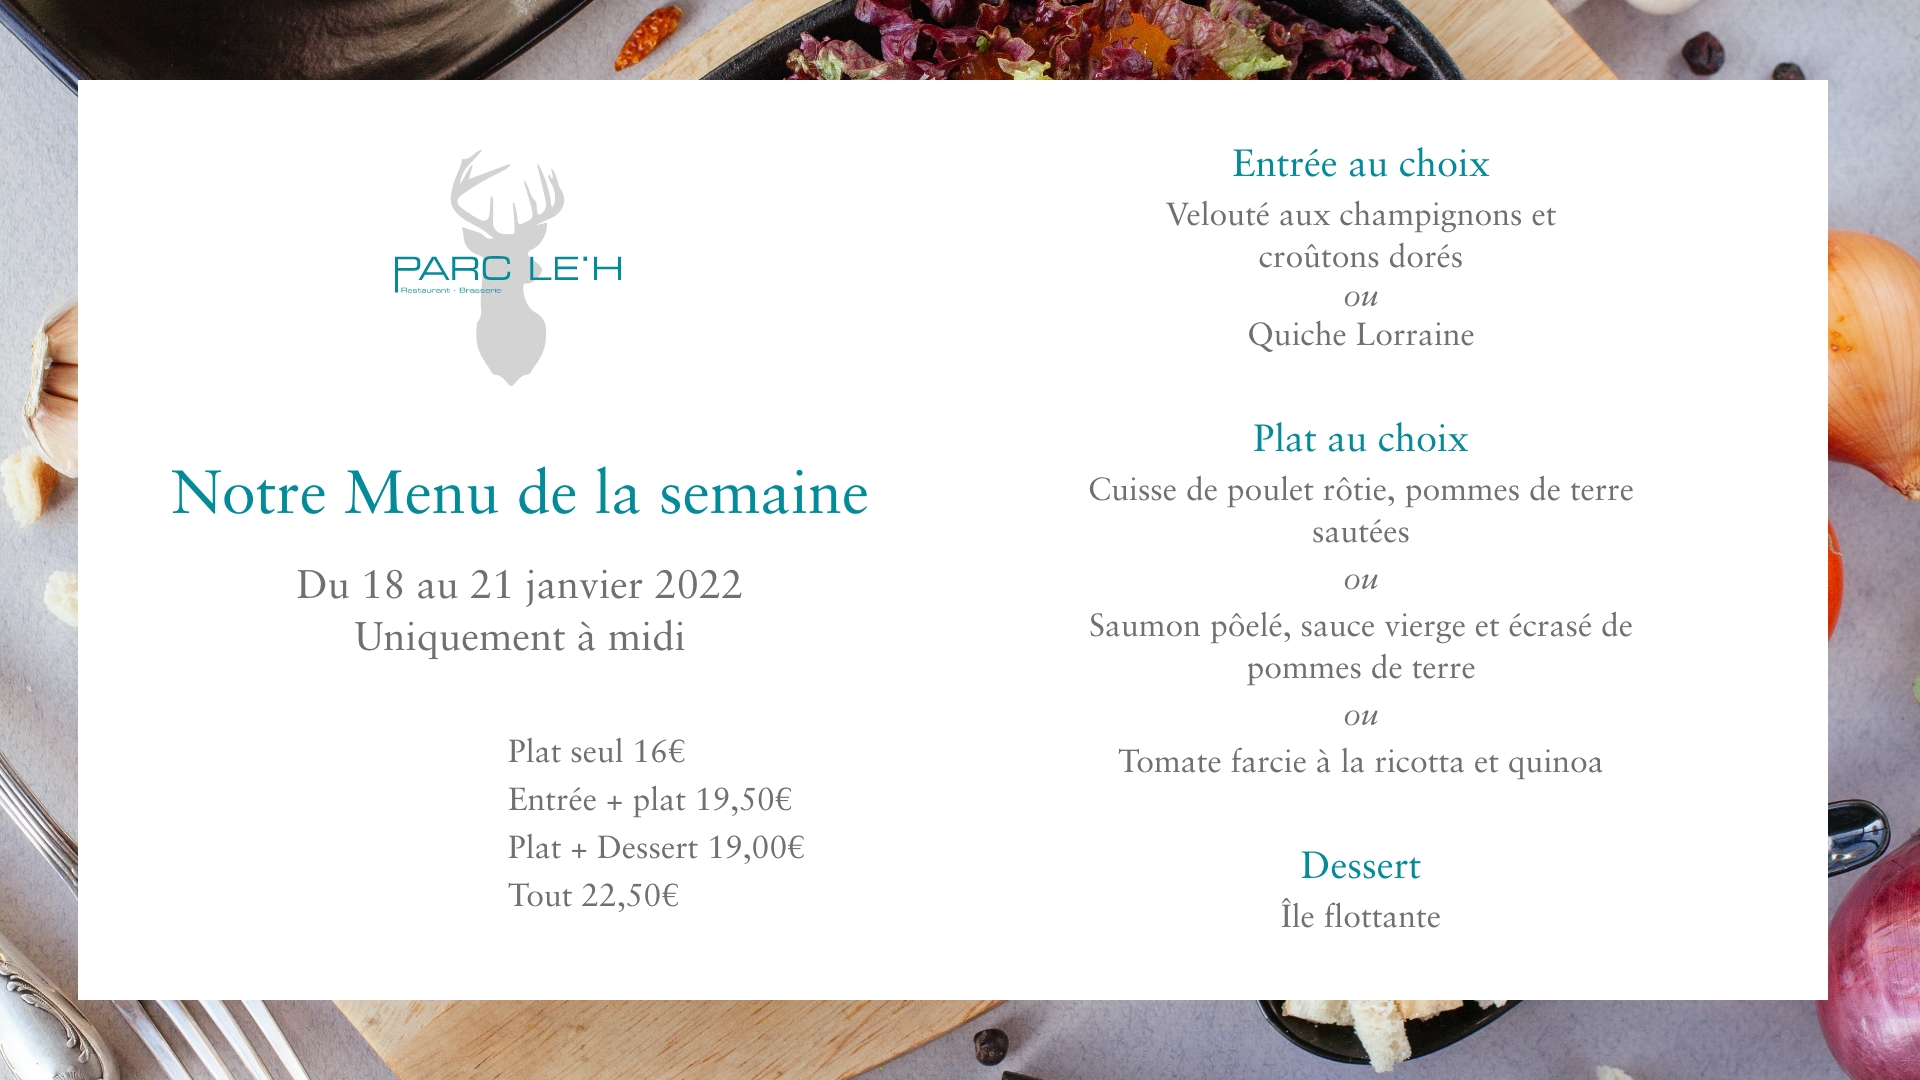 PARC LE'H
Restaurant - Brasserie
Notre Menu de la semaine
Du 18 au 21 janvier 2022
Uniquement à midi
Plat seul 16€
Entrée + plat 19,50€
Plat + Dessert 19,00€
Tout 22,50€
Entrée au choix
Velouté aux champignons et
croûtons dorés
ou
Quiche Lorraine
Plat au choix
Cuisse de poulet rôtie, pommes de terre
sautées
ou
Saumon pôelé, sauce vierge et écrasé de
pommes de terre
ou
Tomate farcie à la ricotta et quinoa
Dessert
Île flottante